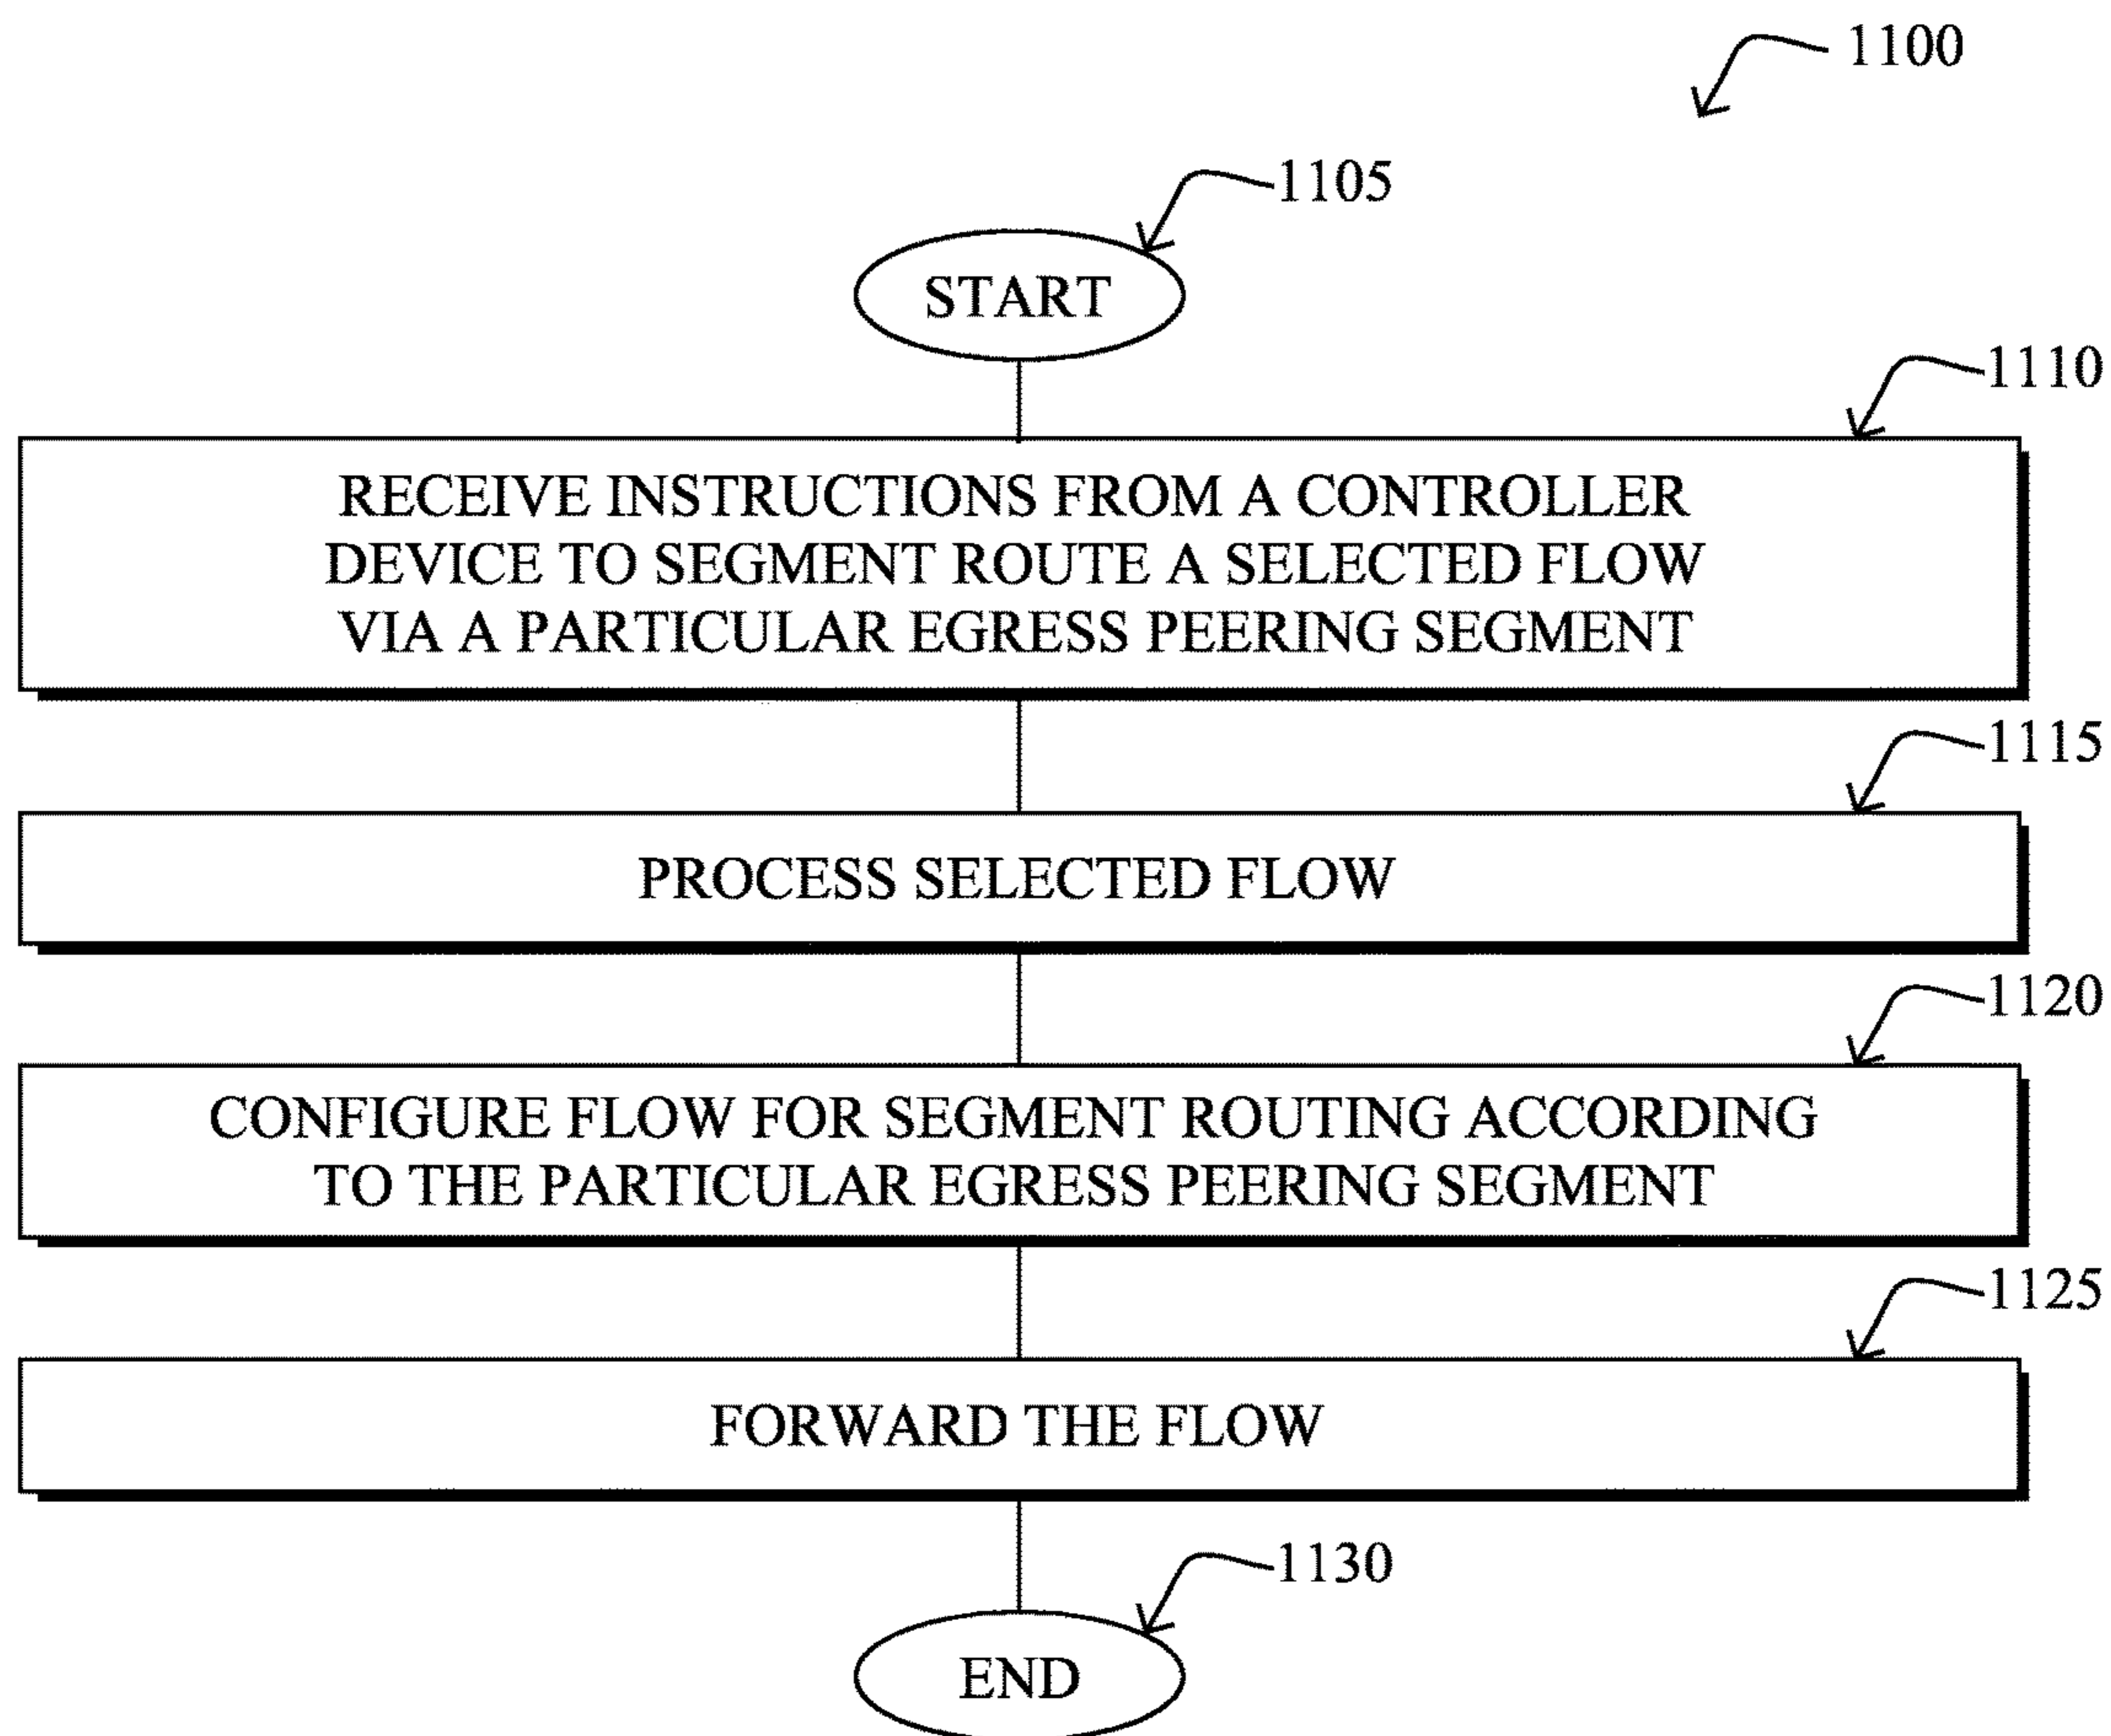 1100
1105
START
1110
RECEIVE INSTRUCTIONS FROM A CONTROLLER
DEVICE TO SEGMENT ROUTE A SELECTED FLOW
VIA A PARTICULAR EGRESS PEERING SEGMENT
1115
PROCESS SELECTED FLOW
1120
CONFIGURE FLOW FOR SEGMENT ROUTING ACCORDING
TO THE PARTICULAR EGRESS PEERING SEGMENT
1125
FORWARD THE FLOW
1130
END